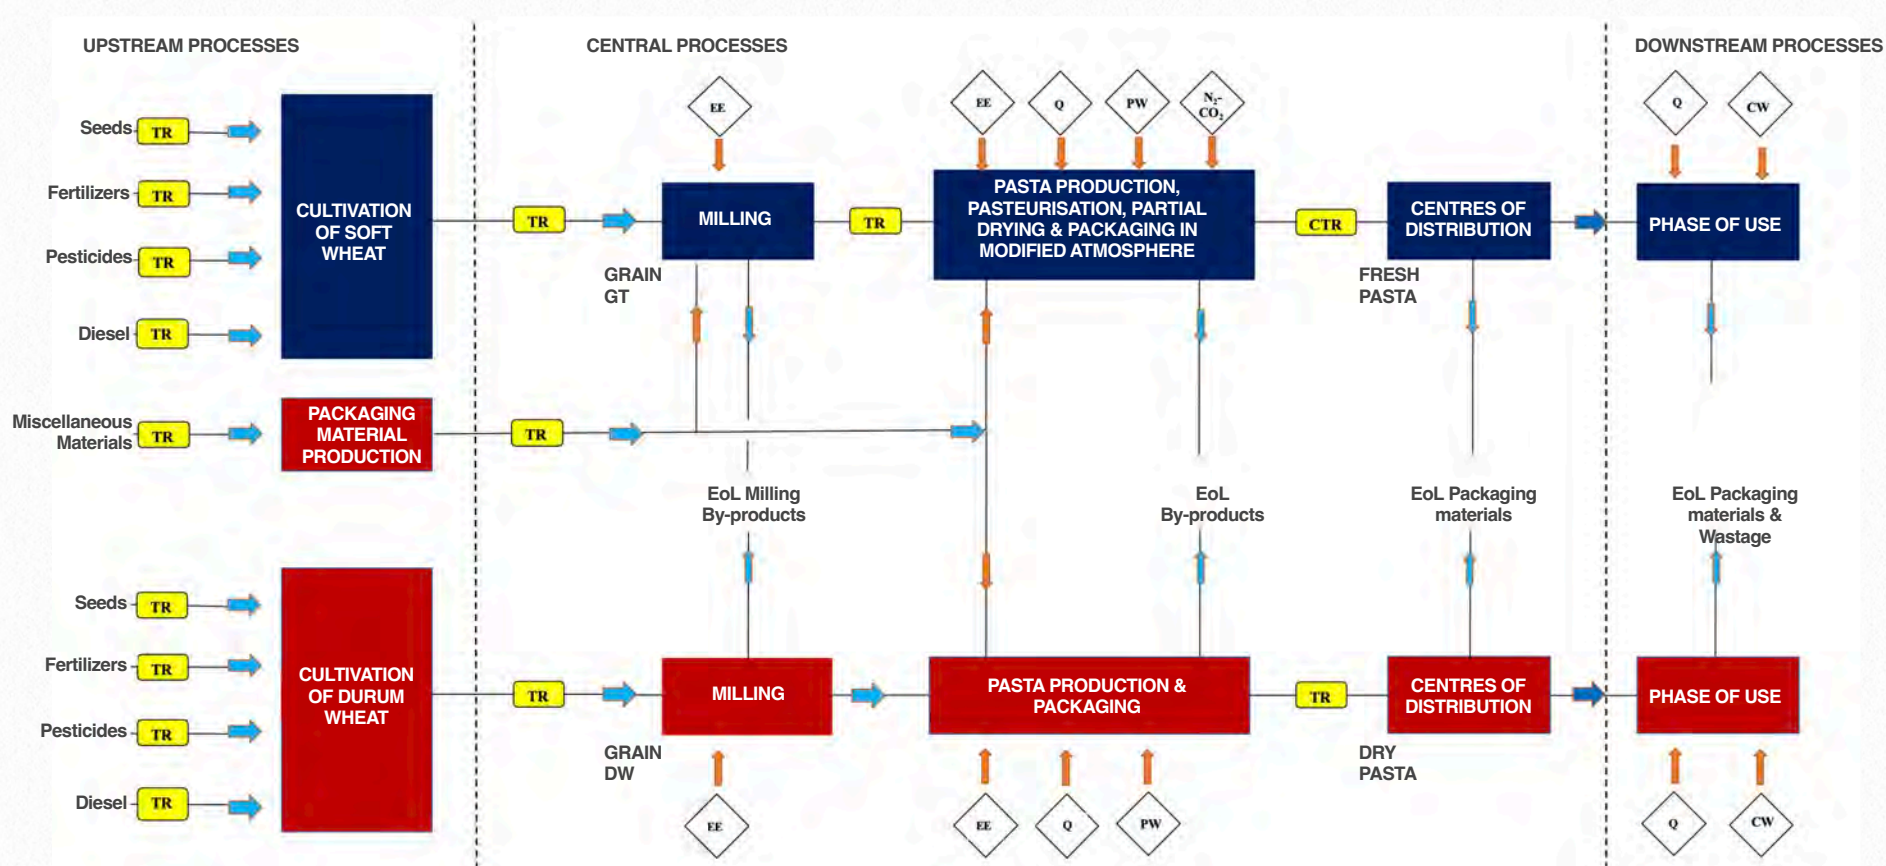 UPSTREAM PROCESSES
CENTRAL PROCESSES
DOWNSTREAM PROCESSES
EE
EE
Q
PW
N₂-
CO₂
Q
CW
Seeds
TR
Fertilizers
TR
Pesticides
TR
Diesel
TR
CULTIVATION
OF SOFT
WHEAT
TR
MILLING
GRAIN
GT
TR
PASTA PRODUCTION,
PASTEURISATION, PARTIAL
DRYING & PACKAGING IN
MODIFIED ATMOSPHERE
CTR
CENTRES OF
DISTRIBUTION
FRESH
PASTA
PHASE OF USE
Miscellaneous
Materials
TR
PACKAGING
MATERIAL
PRODUCTION
TR
EoL Milling
By-products
EoL
By-products
EoL Packaging
materials
EoL Packaging
materials &
Wastage
Seeds
TR
Fertilizers
TR
Pesticides
TR
Diesel
TR
CULTIVATION
OF DURUM
WHEAT
TR
MILLING
GRAIN
DW
PASTA PRODUCTION &
PACKAGING
TR
CENTRES OF
DISTRIBUTION
DRY
PASTA
PHASE OF USE
EE
EE
Q
PW
Q
CW